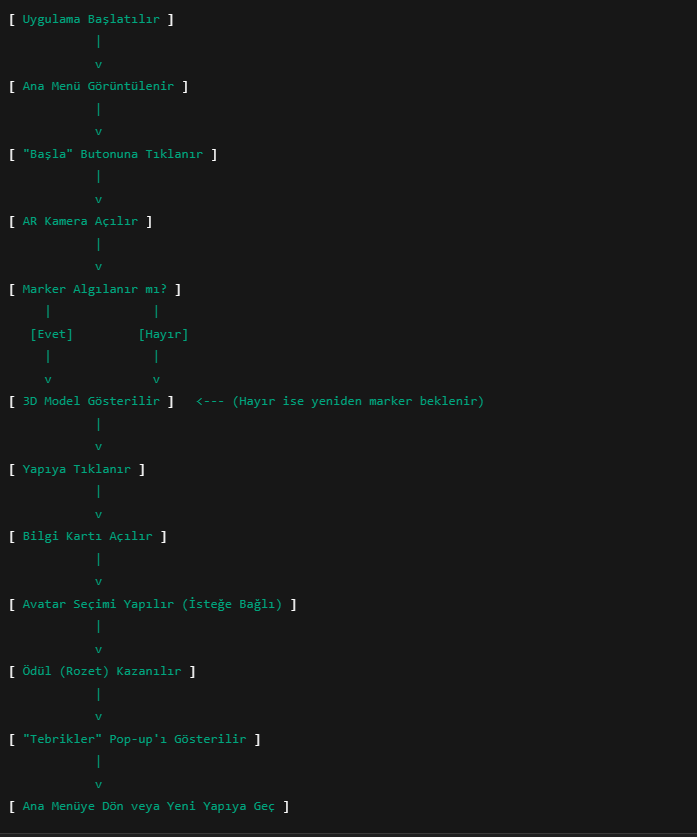 [ Uygulama Başlatılır ]
|
v
[ Ana Menü Görüntülenir ]
|
v
[ "Başla" Butonuna Tıklanır ]
|
v
[ AR Kamera Açılır ]
|
v
[ Marker Algılanır mı? ]
| |
[Evet] [Hayır]
| |
v v
[ 3D Model Gösterilir ] <--- (Hayır ise yeniden marker beklenir)
|
v
[ Yapıya Tıklanır ]
|
v
[ Bilgi Kartı Açılır ]
|
v
[ Avatar Seçimi Yapılır (İsteğe Bağlı) ]
|
v
[ Ödül (Rozet) Kazanılır ]
|
v
[ "Tebrikler" Pop-up'ı Gösterilir ]
|
v
[ Ana Menüye Dön veya Yeni Yapıya Geç ]